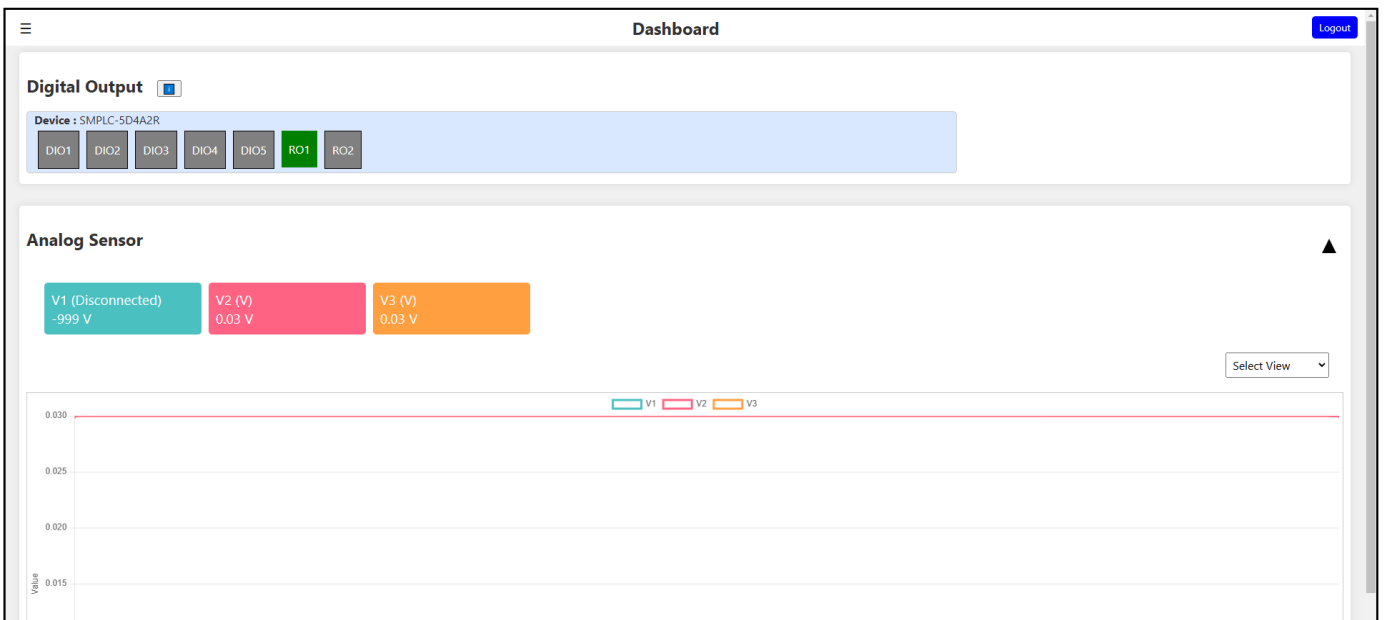 ☰ Dashboard Logout
Digital Output
Device : SMPLC-5D4A2R
DIO1 DIO2 DIO3 DIO4 DIO5 RO1 RO2
Analog Sensor ▲
V1 (Disconnected) V2 (V) V3 (V)
-999 V 0.03 V 0.03 V
Select View
V1 V2 V3
0.030
0.025
0.020
0.015
Value